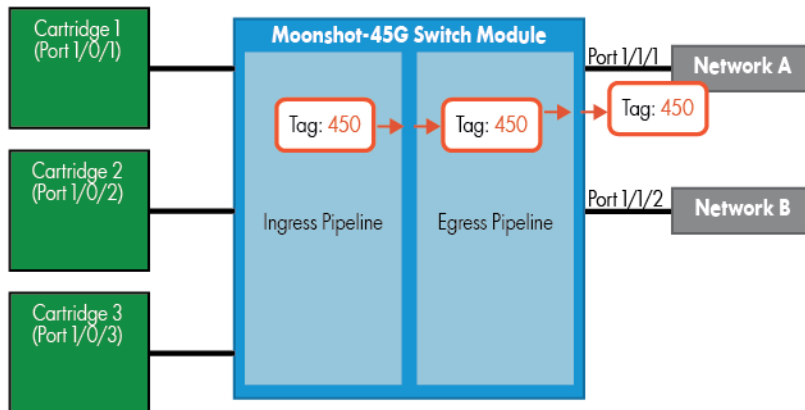 Cartridge 1
(Port 1/0/1)
Moonshot-45G Switch Module
Port 1/1/1
Network A
Tag: 450
Tag: 450
Tag: 450
Cartridge 2
(Port 1/0/2)
Ingress Pipeline
Egress Pipeline
Port 1/1/2
Network B
Cartridge 3
(Port 1/0/3)